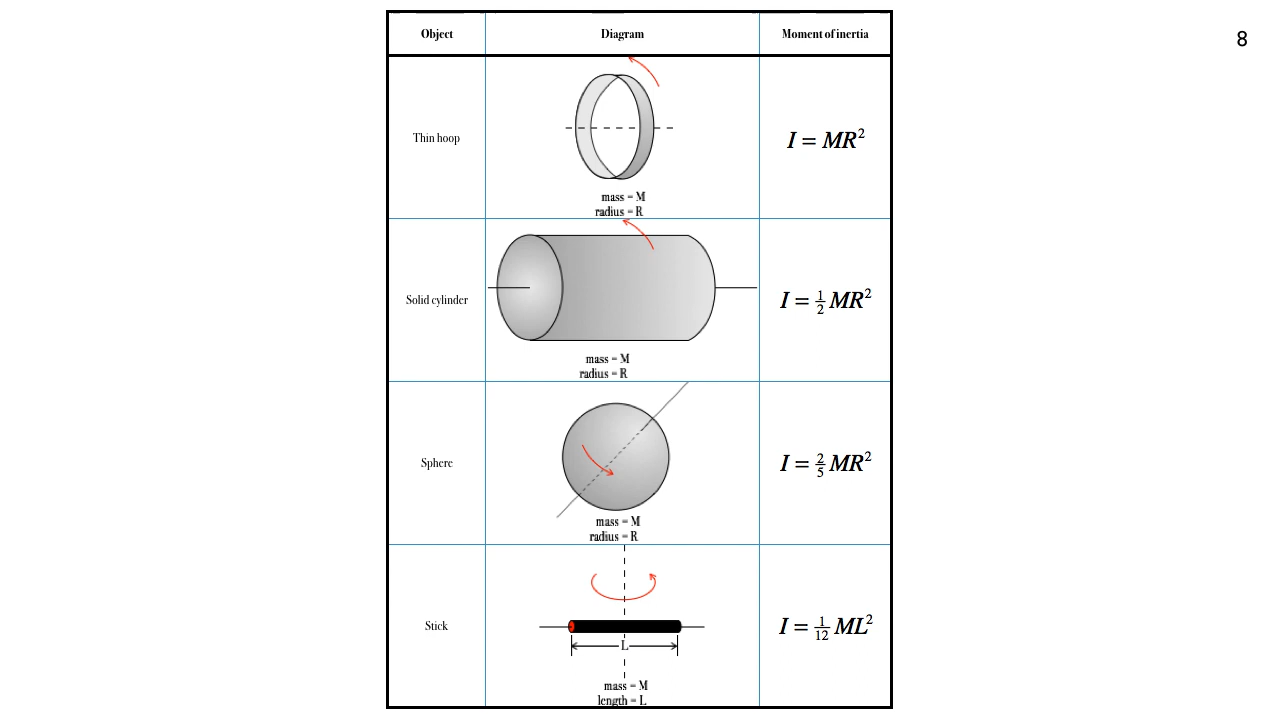 8
Object Diagram Moment of inertia
Thin hoop
mass = M
radius = R
I = MR²
Solid cylinder
mass = M
radius = R
I = ½ MR²
Sphere
mass = M
radius = R
I = ⅖ MR²
Stick
L
mass = M
length = L
I = 1/12 ML²